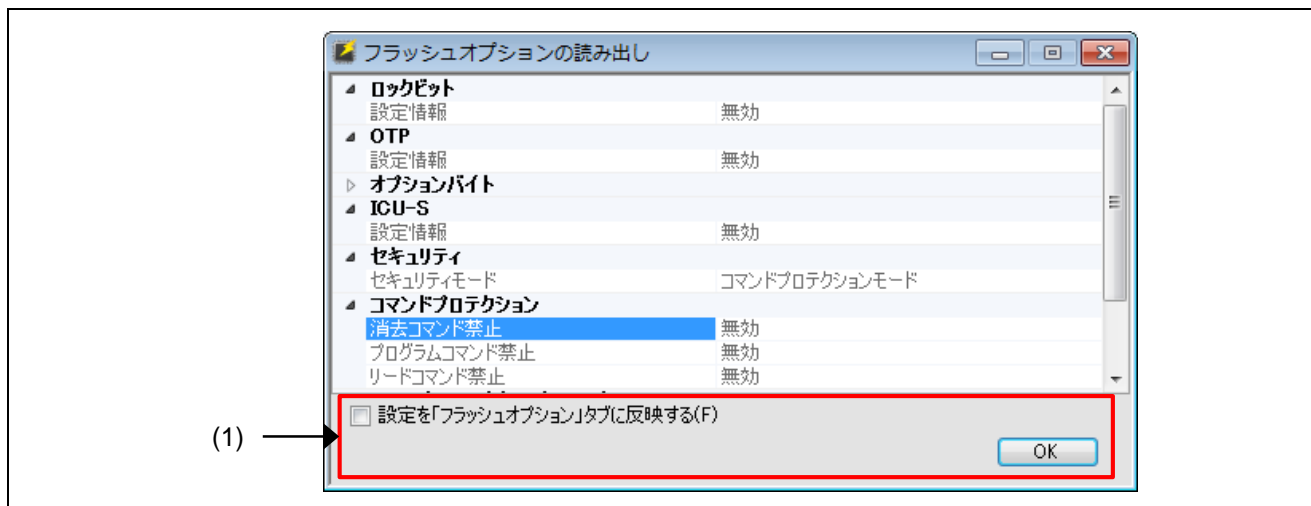 フラッシュオプションの読み出し
ロックビット
設定情報 無効
OTP
設定情報 無効
オプションバイト
ICU-S
設定情報 無効
セキュリティ
セキュリティモード コマンドプロテクションモード
コマンドプロテクション
消去コマンド禁止 無効
プログラムコマンド禁止 無効
リードコマンド禁止 無効
設定を「フラッシュオプション」タブに反映する(F)
(1)
OK